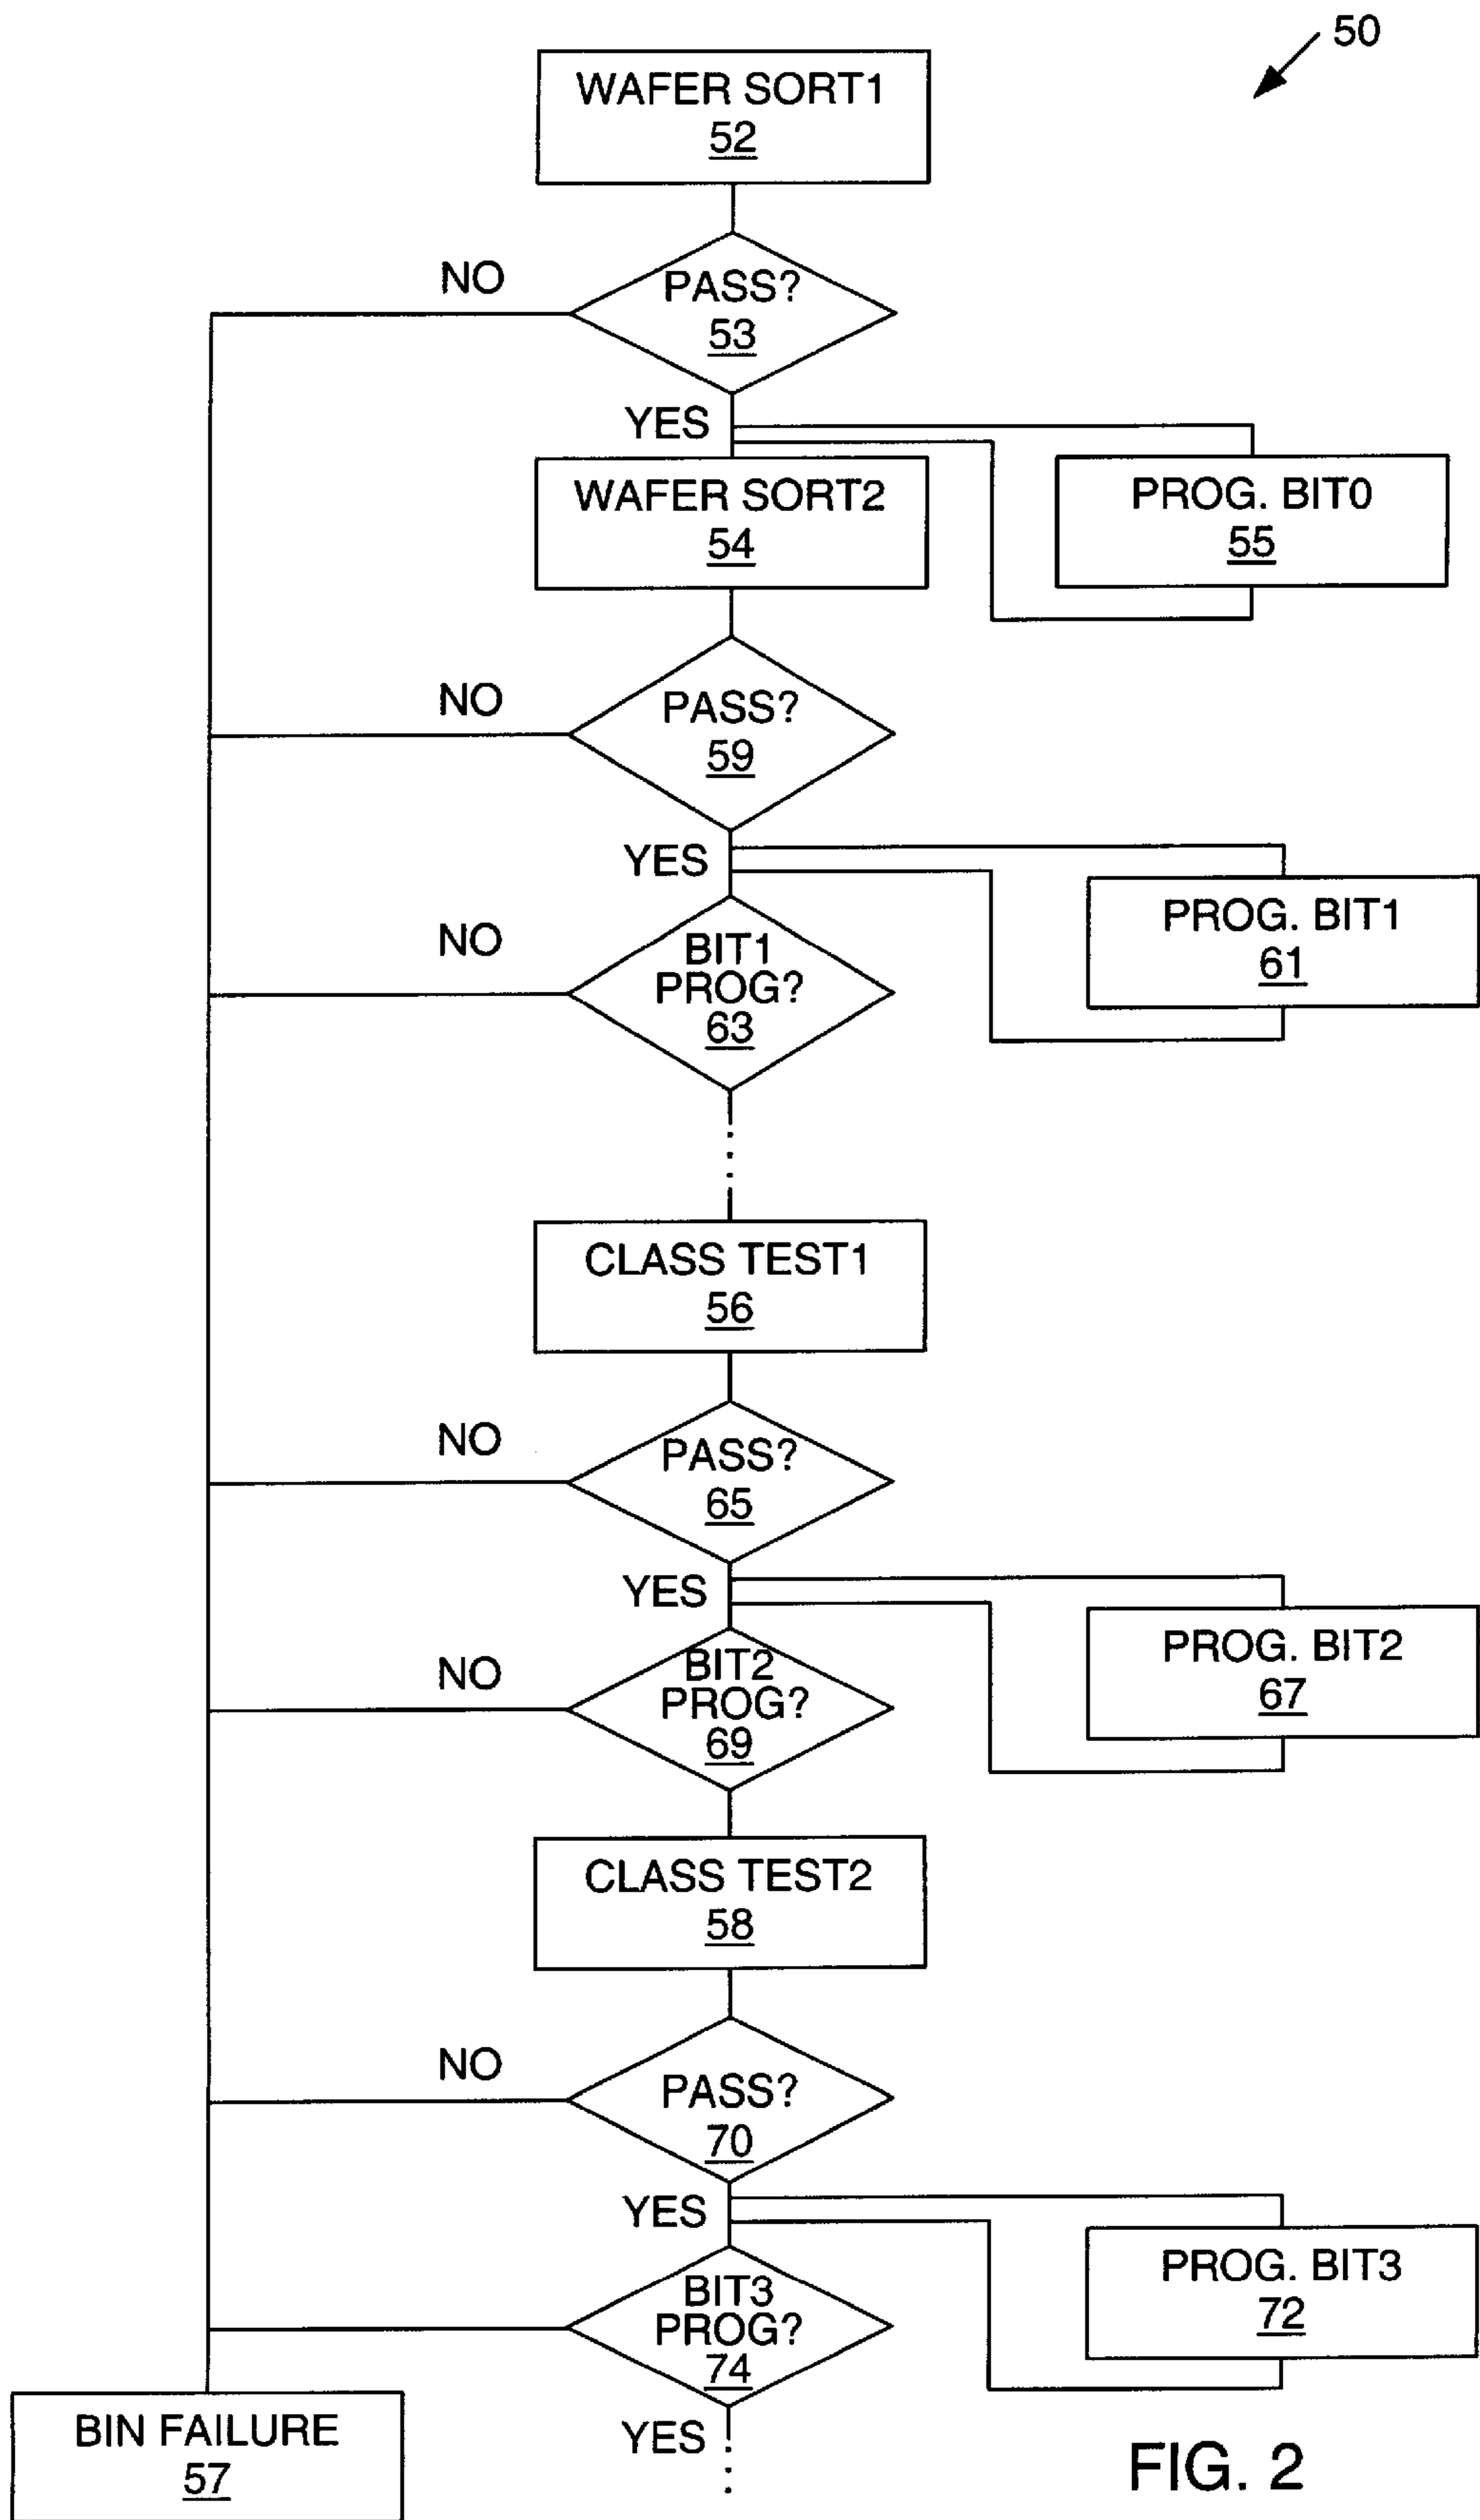 50
WAFER SORT1
52
NO
PASS?
53
YES
WAFER SORT2
54
PROG. BIT0
55
NO
PASS?
59
YES
PROG. BIT1
61
NO
BIT1
PROG?
63
CLASS TEST1
56
NO
PASS?
65
YES
PROG. BIT2
67
NO
BIT2
PROG?
69
CLASS TEST2
58
NO
PASS?
70
YES
PROG. BIT3
72
BIT3
PROG?
74
BIN FAILURE
57
YES
FIG. 2